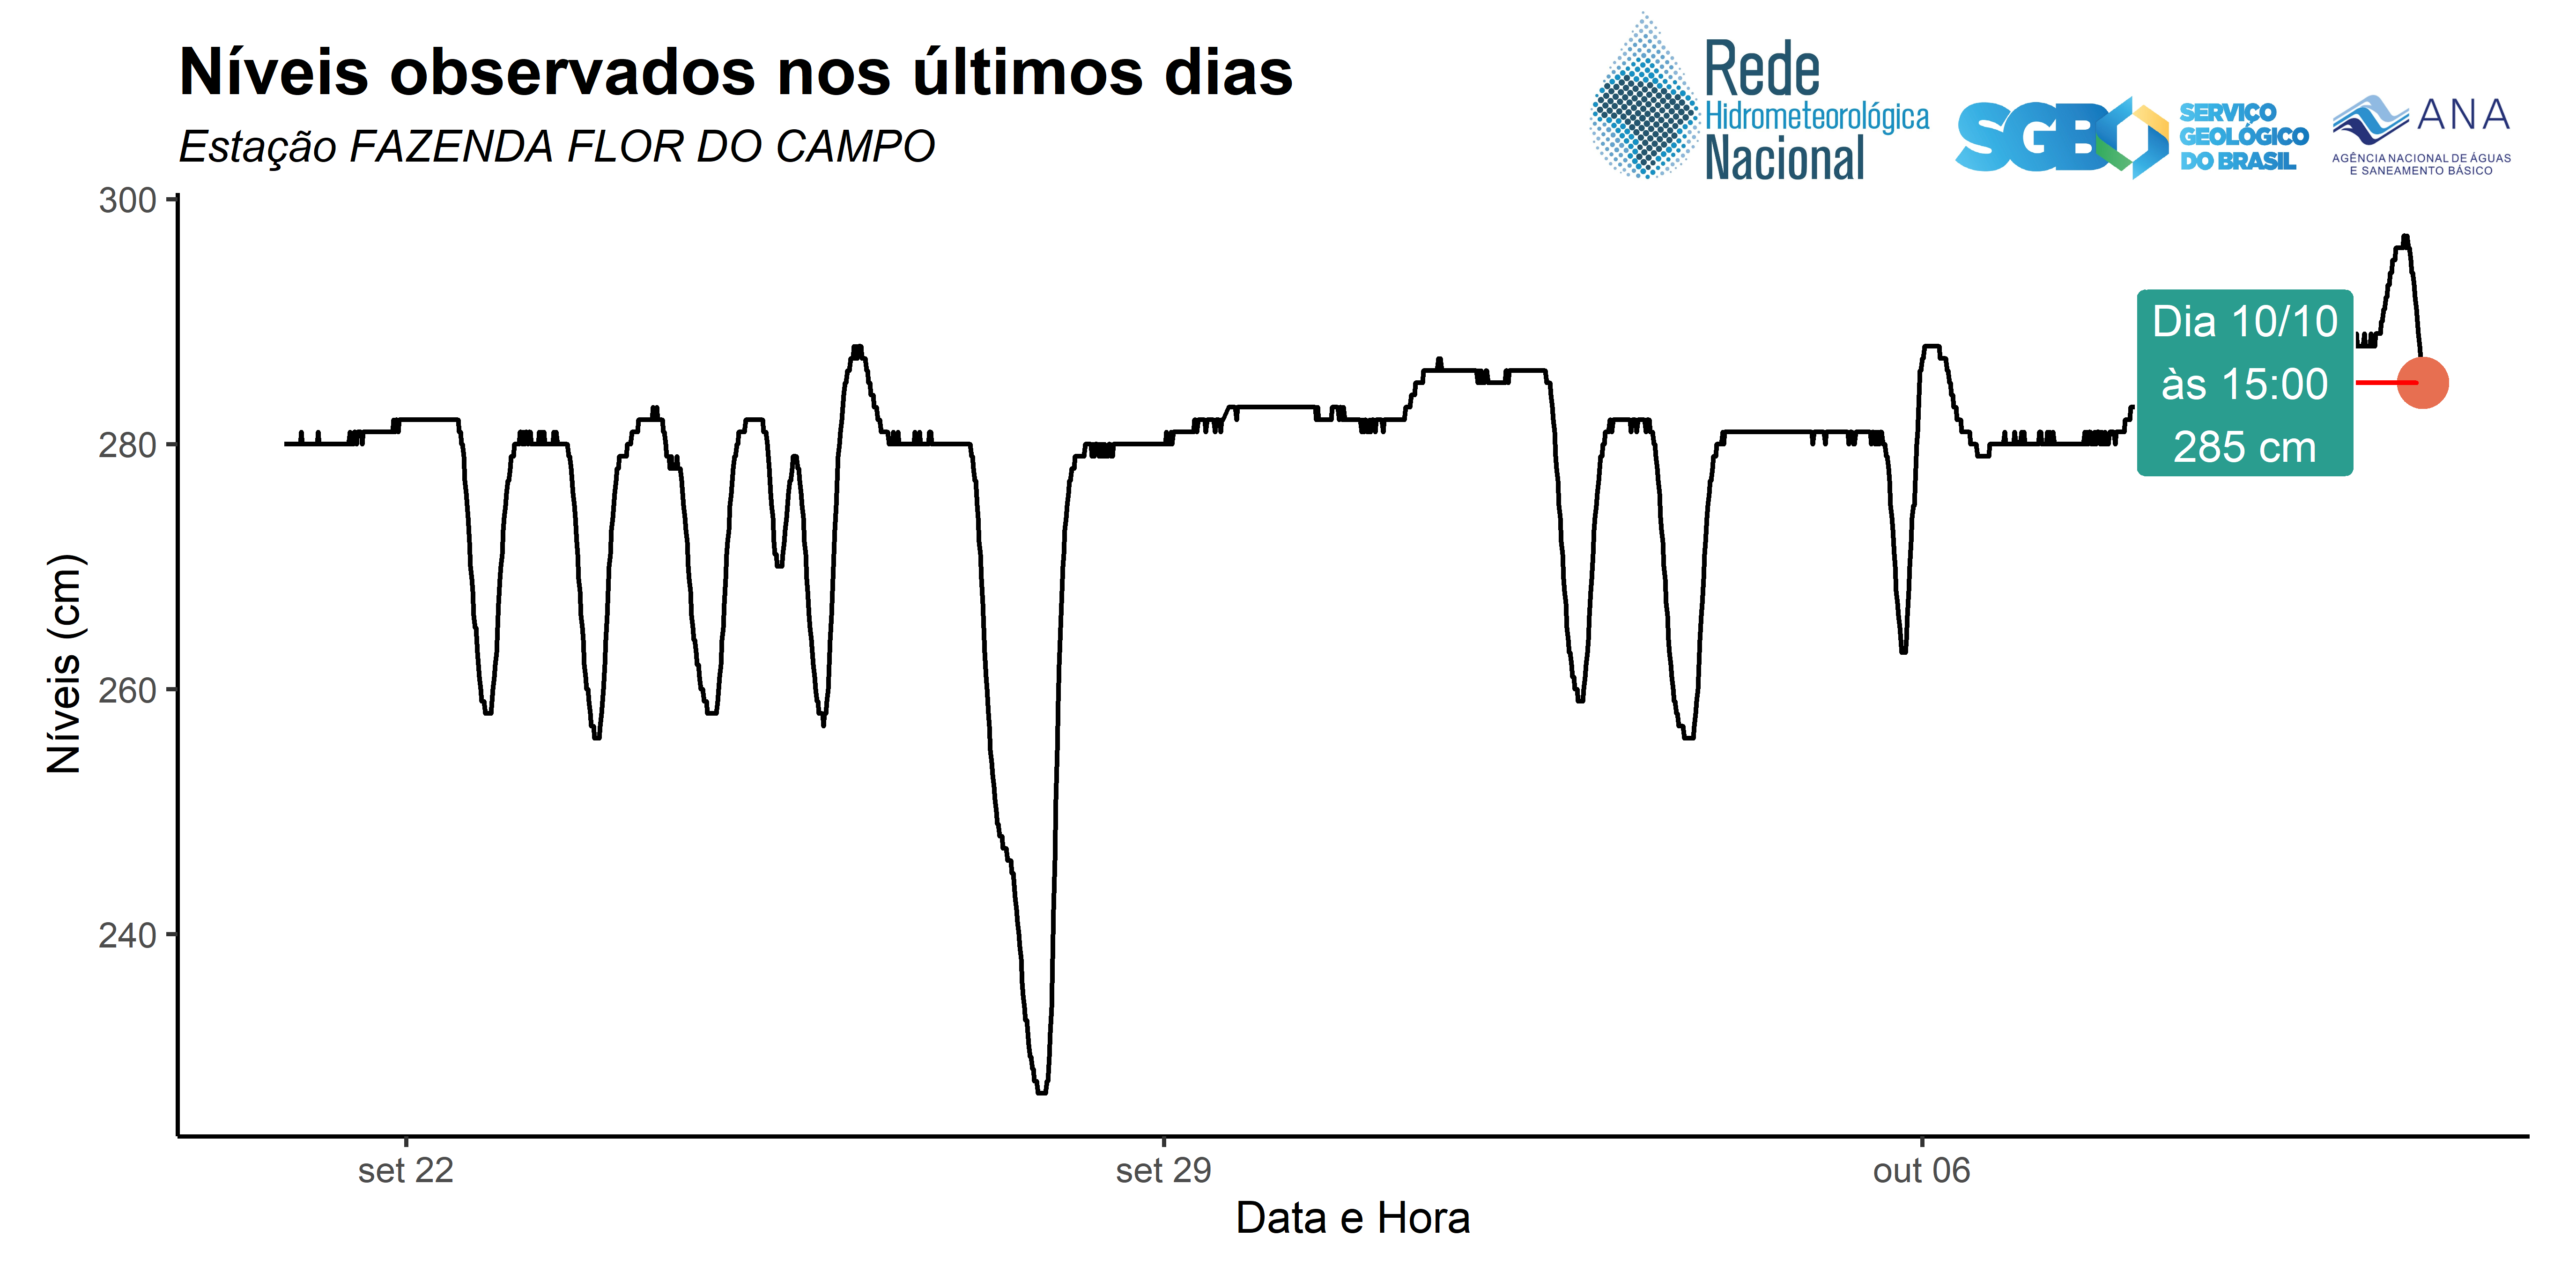 Níveis observados nos últimos dias
Estação FAZENDA FLOR DO CAMPO
Rede
Hidrometeorológica
Nacional
SGB
SERVIÇO
GEOLÓGICO
DO BRASIL
ANA
AGÊNCIA NACIONAL DE ÁGUAS
E SANEAMENTO BÁSICO
300
280
260
240
Níveis (cm)
Dia 10/10
às 15:00
285 cm
set 22
set 29
out 06
Data e Hora